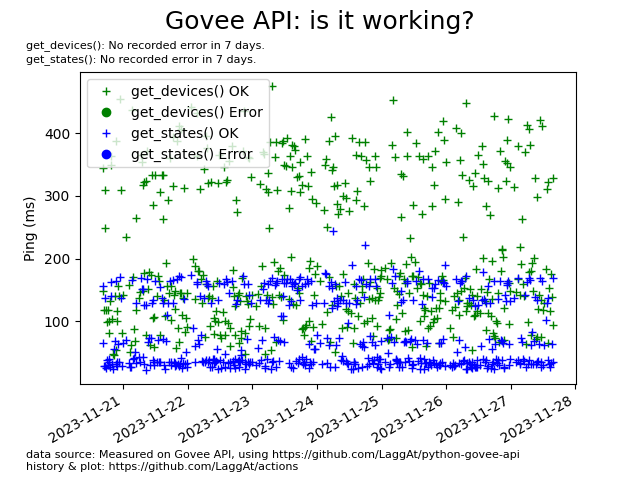 Govee API: is it working?
get_devices(): No recorded error in 7 days.
get_states(): No recorded error in 7 days.
get_devices() OK
get_devices() Error
get_states() OK
get_states() Error
400
300
200
100
Ping (ms)
2023-11-21
2023-11-22
2023-11-23
2023-11-24
2023-11-25
2023-11-26
2023-11-27
2023-11-28
data source: Measured on Govee API, using https://github.com/LaggAt/python-govee-api
history & plot: https://github.com/LaggAt/actions